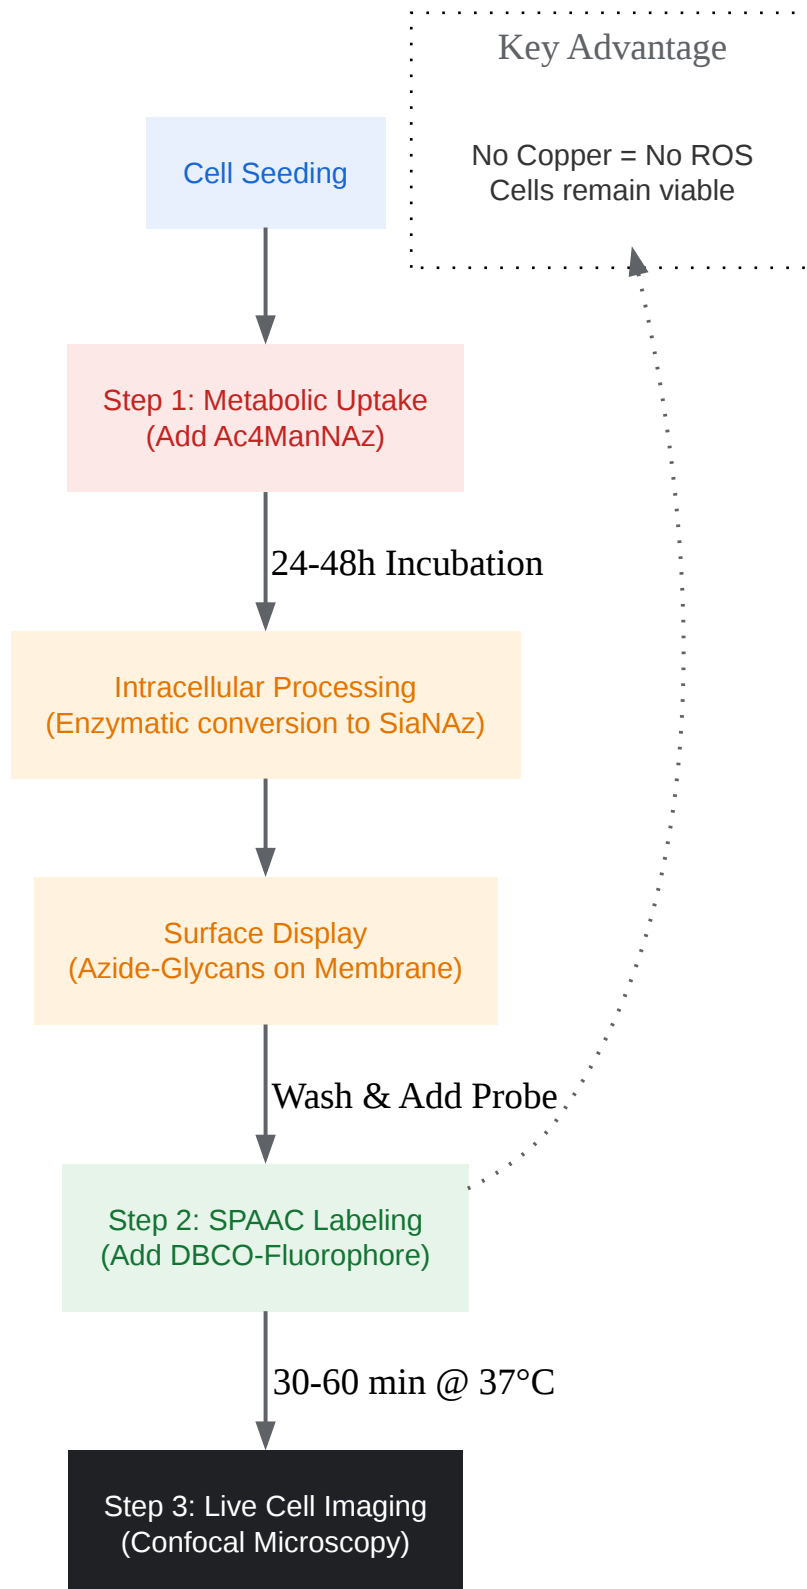 Key Advantage
No Copper = No ROS
Cells remain viable
Cell Seeding
Step 1: Metabolic Uptake
(Add Ac4ManNAz)
24-48h Incubation
Intracellular Processing
(Enzymatic conversion to SiaNAz)
Surface Display
(Azide-Glycans on Membrane)
Wash & Add Probe
Step 2: SPAAC Labeling
(Add DBCO-Fluorophore)
30-60 min @ 37°C
Step 3: Live Cell Imaging
(Confocal Microscopy)